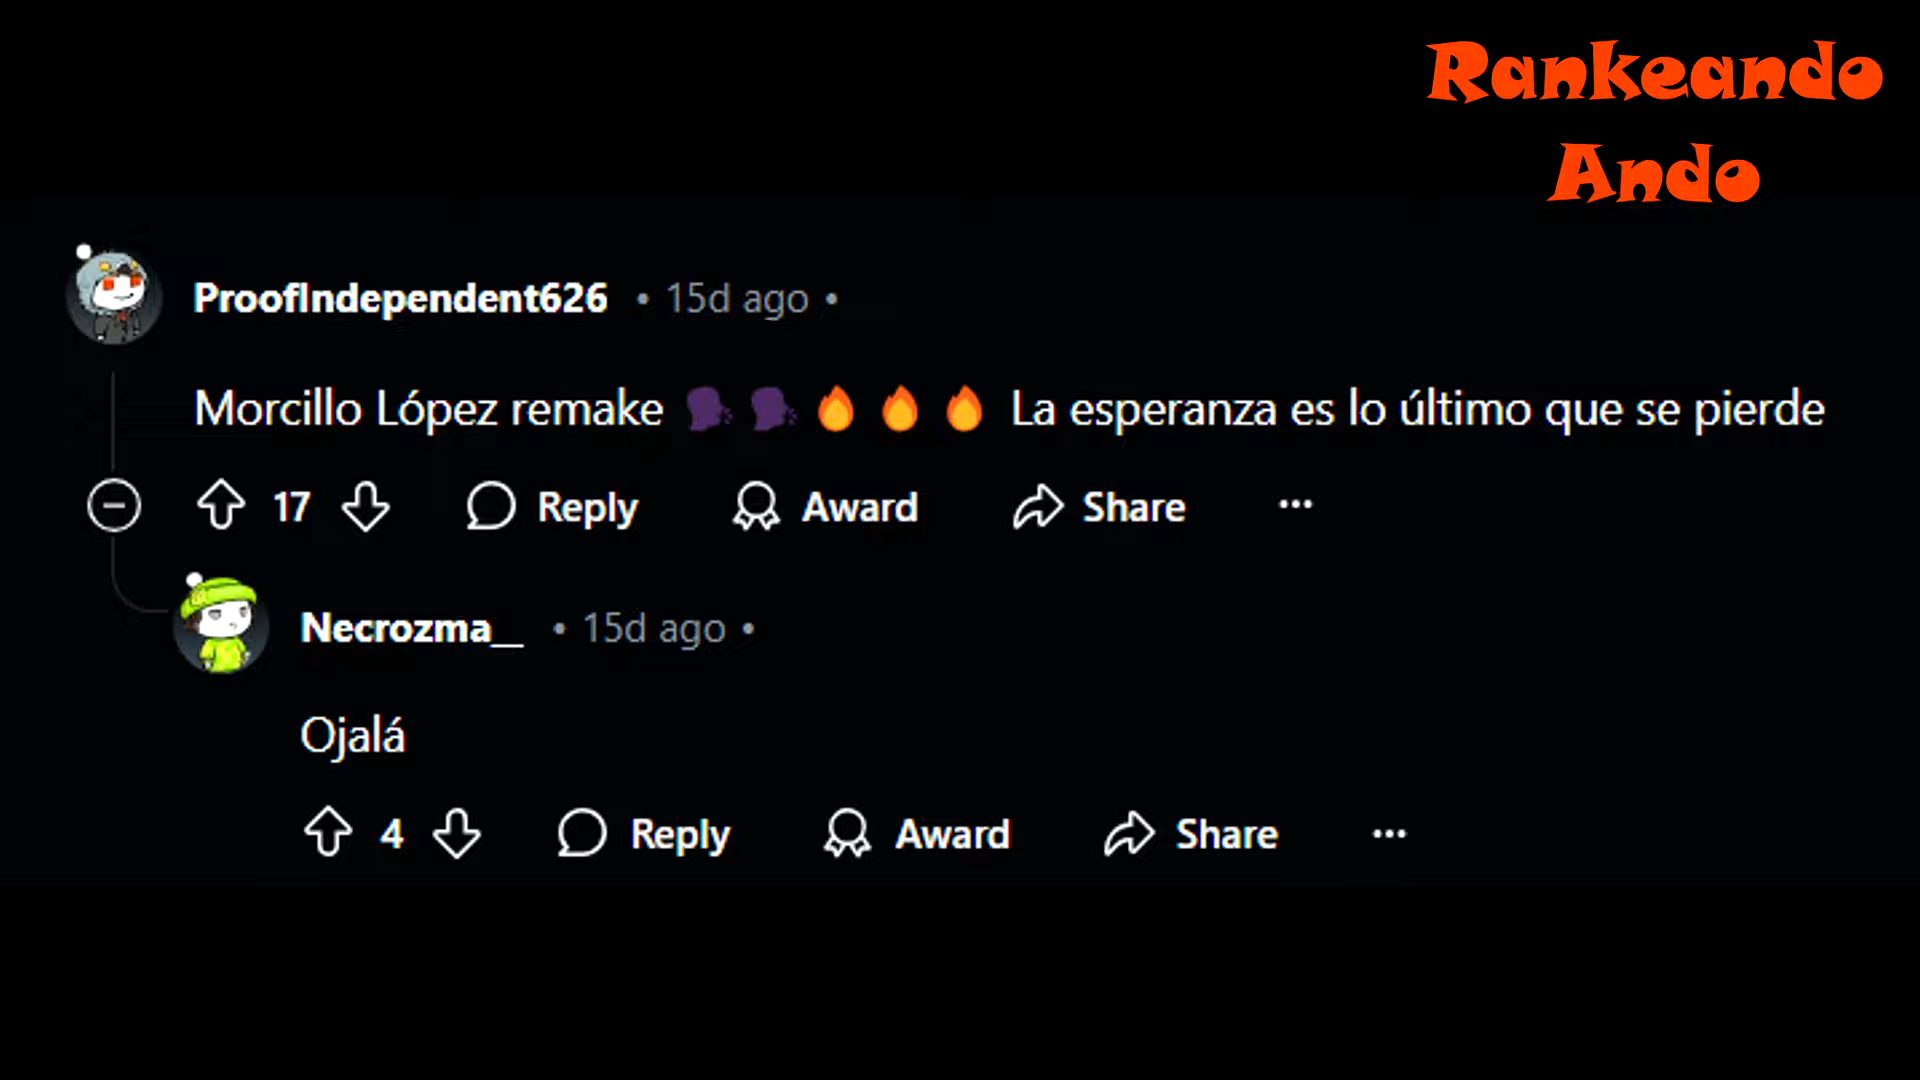 Rankeando
Ando
ProofIndependent626 • 15d ago •
Morcillo López remake 🗣️🗣️🔥🔥🔥 La esperanza es lo último que se pierde
17 Reply Award Share ...
Necrozma__ • 15d ago •
Ojalá
4 Reply Award Share ...